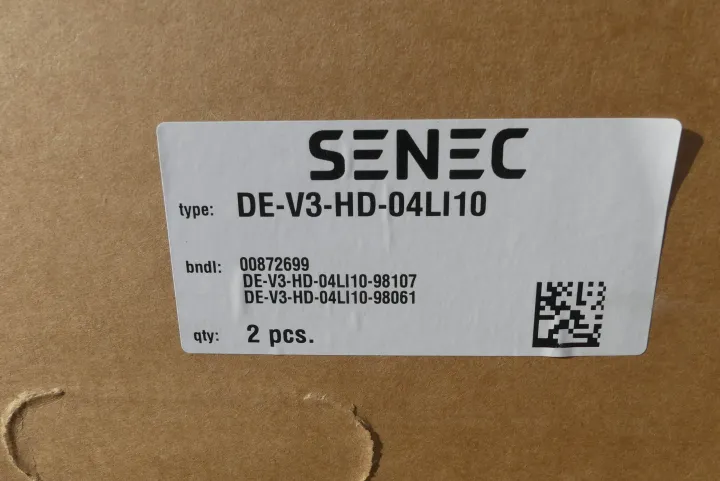 SENEC
type: DE-V3-HD-04LI10
bndl: 00872699
DE-V3-HD-04LI10-98107
DE-V3-HD-04LI10-98061
qty: 2 pcs.